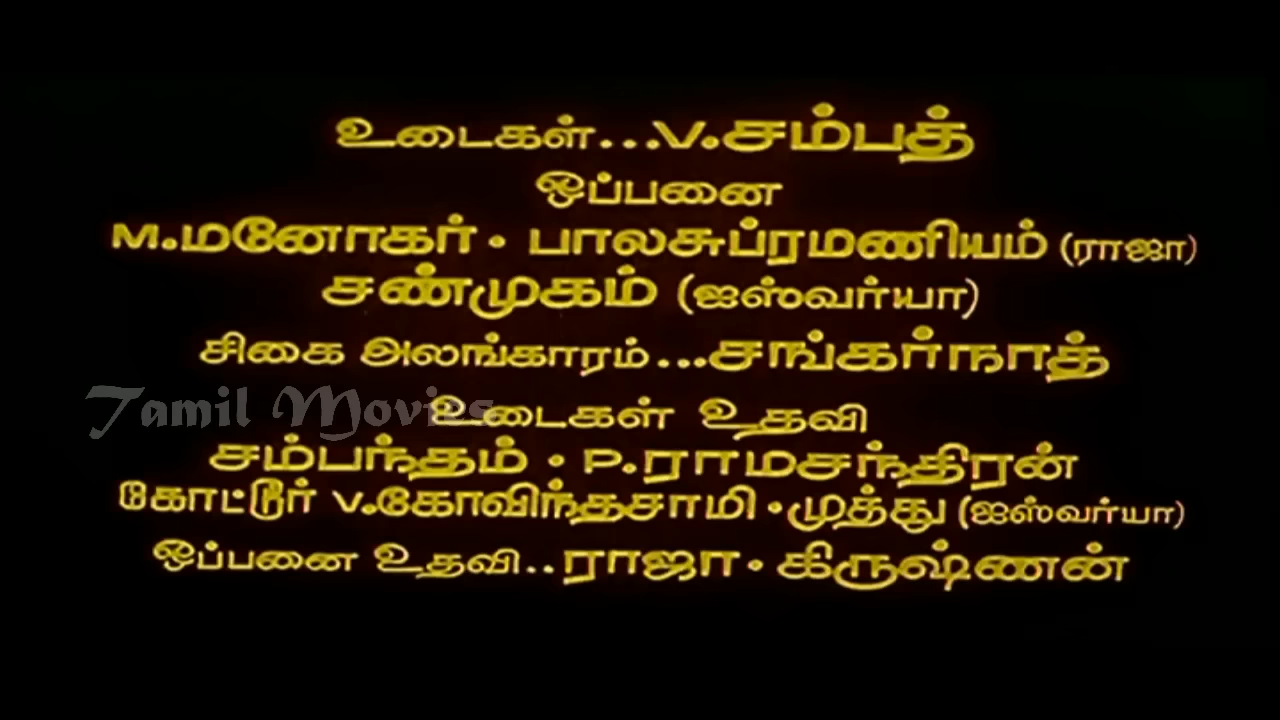 உடைகள்...V.சம்பத்
ஒப்பனை
M.மனோகர் • பாலசுப்ரமணியம் (ராஜா)
சண்முகம் (ஐஸ்வர்யா)
சிகை அலங்காரம்...சங்கர்நாத்
Tamil Movies
உடைகள் உதவி
சம்பந்தம் • P.ராமசந்திரன்
கோட்டூர் V.கோவிந்தசாமி • முத்து (ஐஸ்வர்யா)
ஒப்பனை உதவி..ராஜா • கிருஷ்ணன்